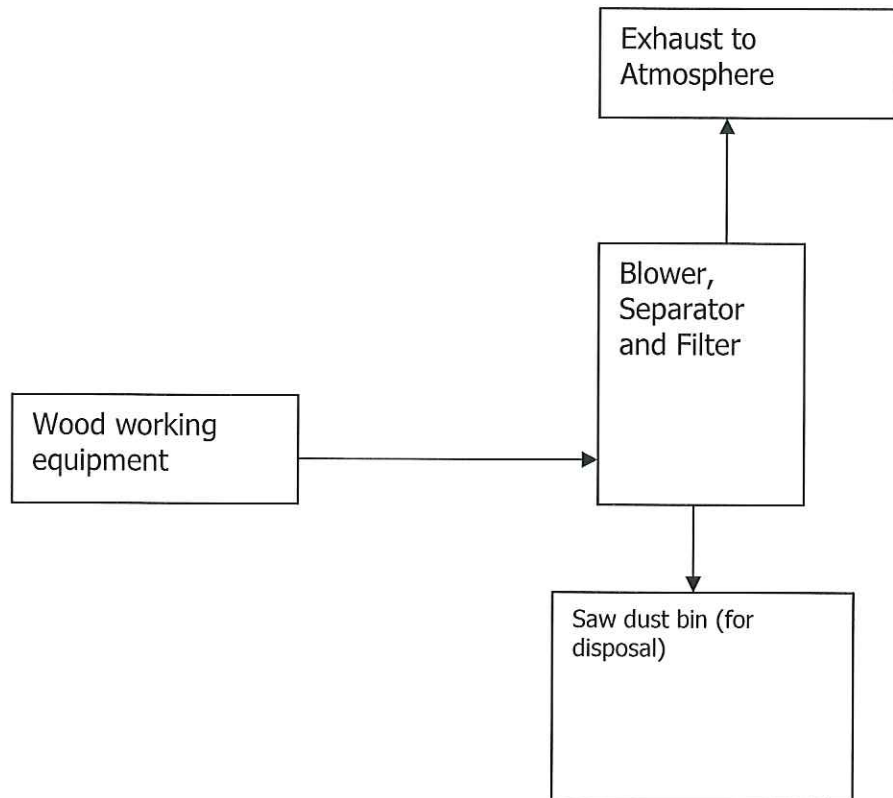 Exhaust to
Atmosphere
Blower,
Separator
and Filter
Wood working
equipment
Saw dust bin (for
disposal)